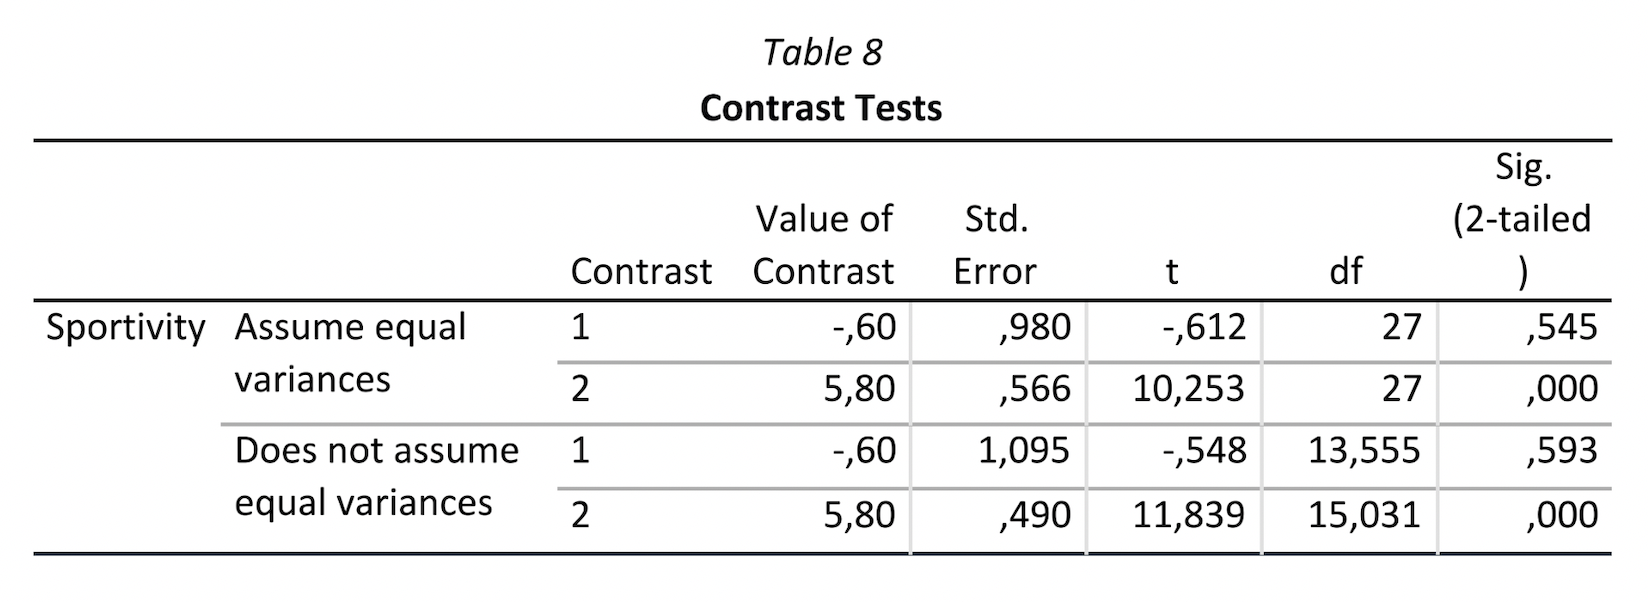 Table 8
Contrast Tests
Sig.
Value of Std. (2-tailed
Contrast Contrast Error t df )
Sportivity Assume equal 1 -,60 ,980 -,612 27 ,545
variances 2 5,80 ,566 10,253 27 ,000
Does not assume 1 -,60 1,095 -,548 13,555 ,593
equal variances 2 5,80 ,490 11,839 15,031 ,000